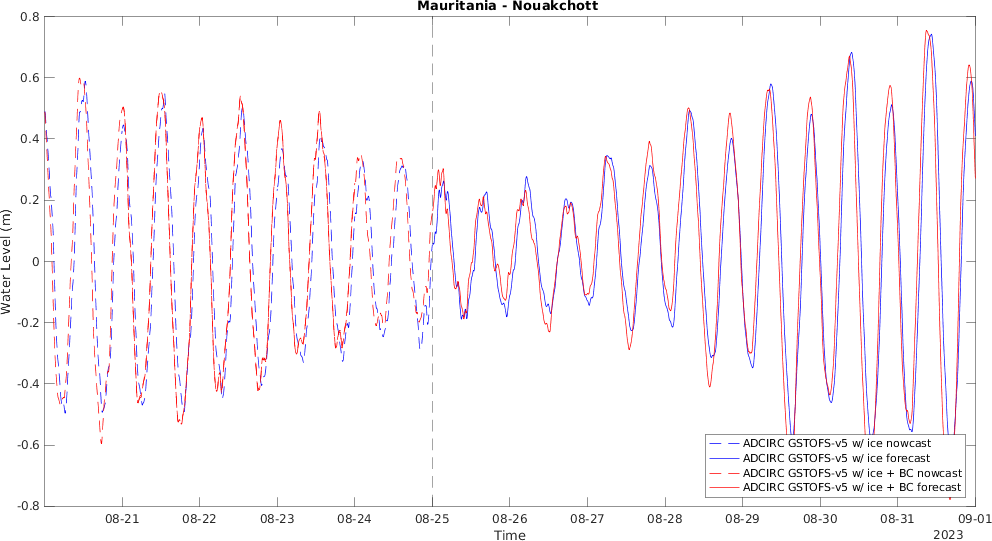 Mauritania - Nouakchott
0.8
0.6
0.4
0.2
0
-0.2
-0.4
-0.6
-0.8
Water Level (m)
ADCIRC GSTOFS-v5 w/ ice nowcast
ADCIRC GSTOFS-v5 w/ ice forecast
ADCIRC GSTOFS-v5 w/ ice + BC nowcast
ADCIRC GSTOFS-v5 w/ ice + BC forecast
08-21 08-22 08-23 08-24 08-25 08-26 08-27 08-28 08-29 08-30 08-31 09-01
Time 2023